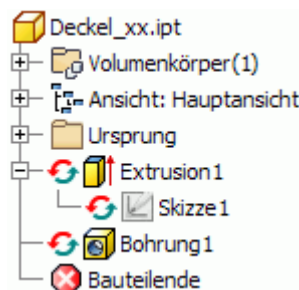 Deckel_xx.ipt
Volumenkörper(1)
Ansicht: Hauptansicht
Ursprung
Extrusion1
Skizze1
Bohrung1
Bauteilende